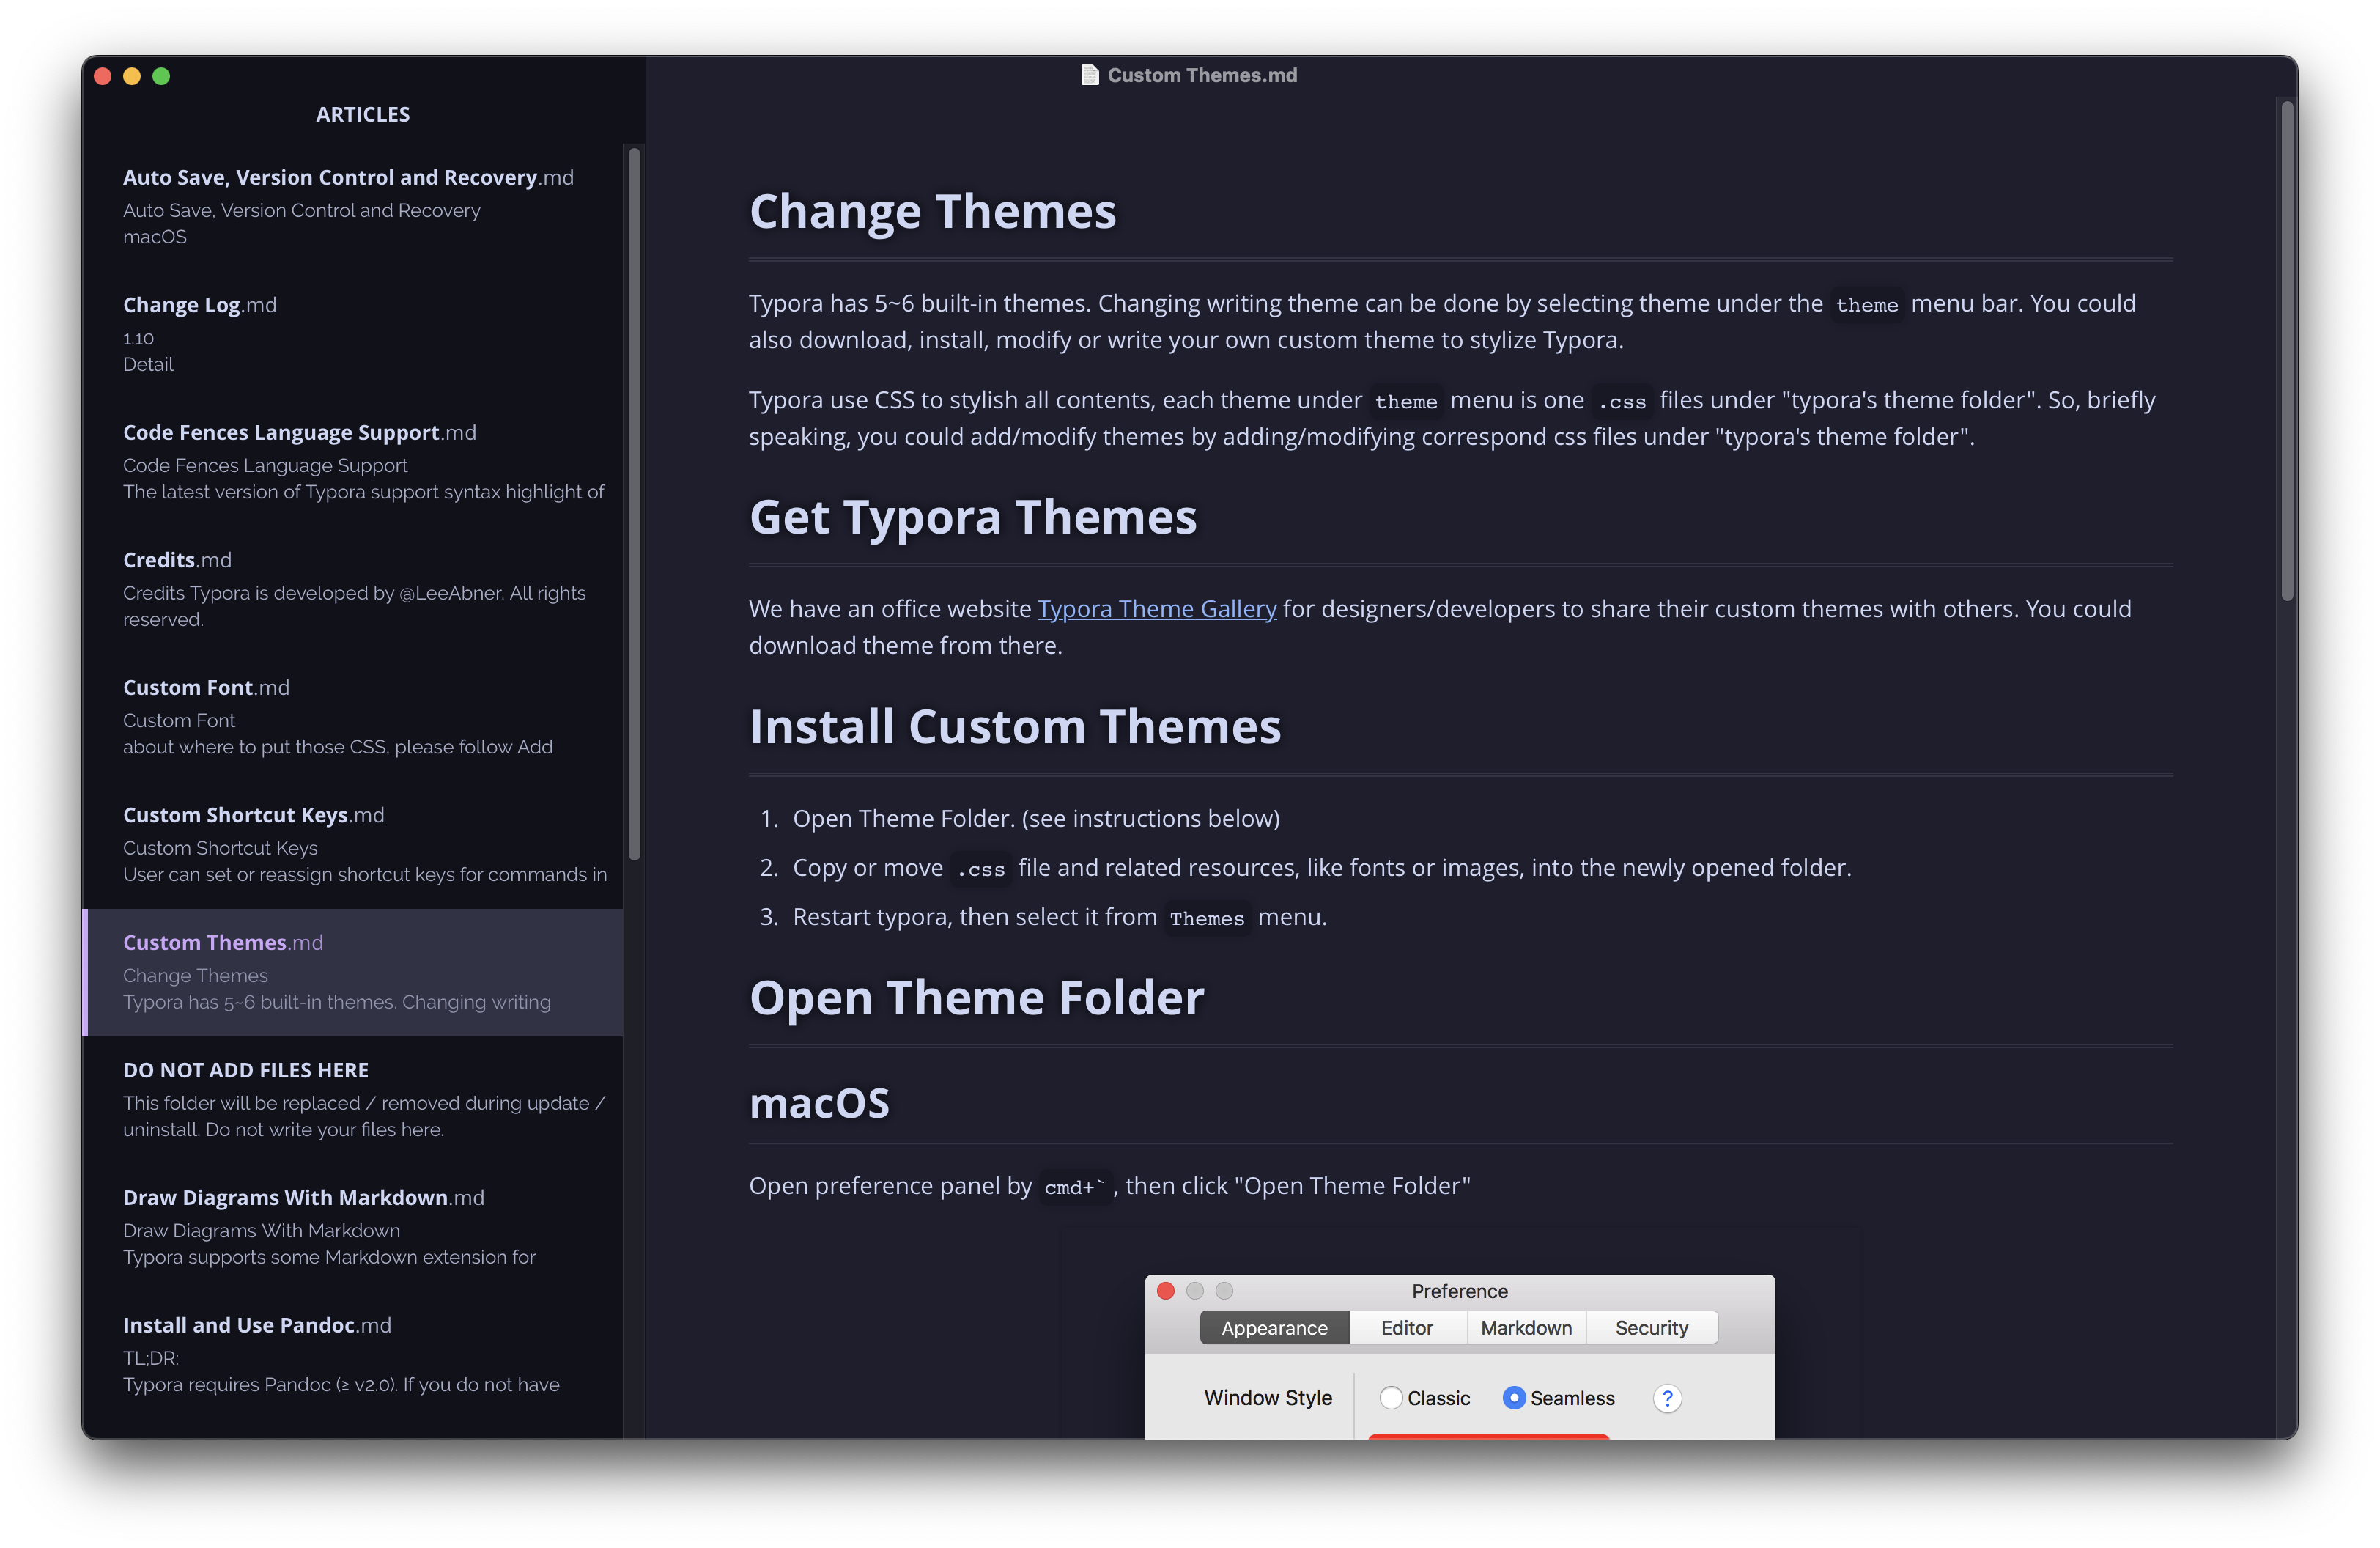 Custom Themes.md
ARTICLES
Auto Save, Version Control and Recovery.md
Auto Save, Version Control and Recovery
macOS
Change Log.md
1.10
Detail
Code Fences Language Support.md
Code Fences Language Support
The latest version of Typora support syntax highlight of
Credits.md
Credits Typora is developed by @LeeAbner. All rights
reserved.
Custom Font.md
Custom Font
about where to put those CSS, please follow Add
Custom Shortcut Keys.md
Custom Shortcut Keys
User can set or reassign shortcut keys for commands in
Custom Themes.md
Change Themes
Typora has 5~6 built-in themes. Changing writing
DO NOT ADD FILES HERE
This folder will be replaced / removed during update /
uninstall. Do not write your files here.
Draw Diagrams With Markdown.md
Draw Diagrams With Markdown
Typora supports some Markdown extension for
Install and Use Pandoc.md
TL;DR:
Typora requires Pandoc (≥ v2.0). If you do not have
Change Themes
Typora has 5~6 built-in themes. Changing writing theme can be done by selecting theme under the theme menu bar. You could
also download, install, modify or write your own custom theme to stylize Typora.
Typora use CSS to stylish all contents, each theme under theme menu is one .css files under "typora's theme folder". So, briefly
speaking, you could add/modify themes by adding/modifying correspond css files under "typora's theme folder".
Get Typora Themes
We have an office website Typora Theme Gallery for designers/developers to share their custom themes with others. You could
download theme from there.
Install Custom Themes
1. Open Theme Folder. (see instructions below)
2. Copy or move .css file and related resources, like fonts or images, into the newly opened folder.
3. Restart typora, then select it from Themes menu.
Open Theme Folder
macOS
Open preference panel by cmd+`, then click "Open Theme Folder"
Preference
Appearance Editor Markdown Security
Window Style Classic Seamless ?